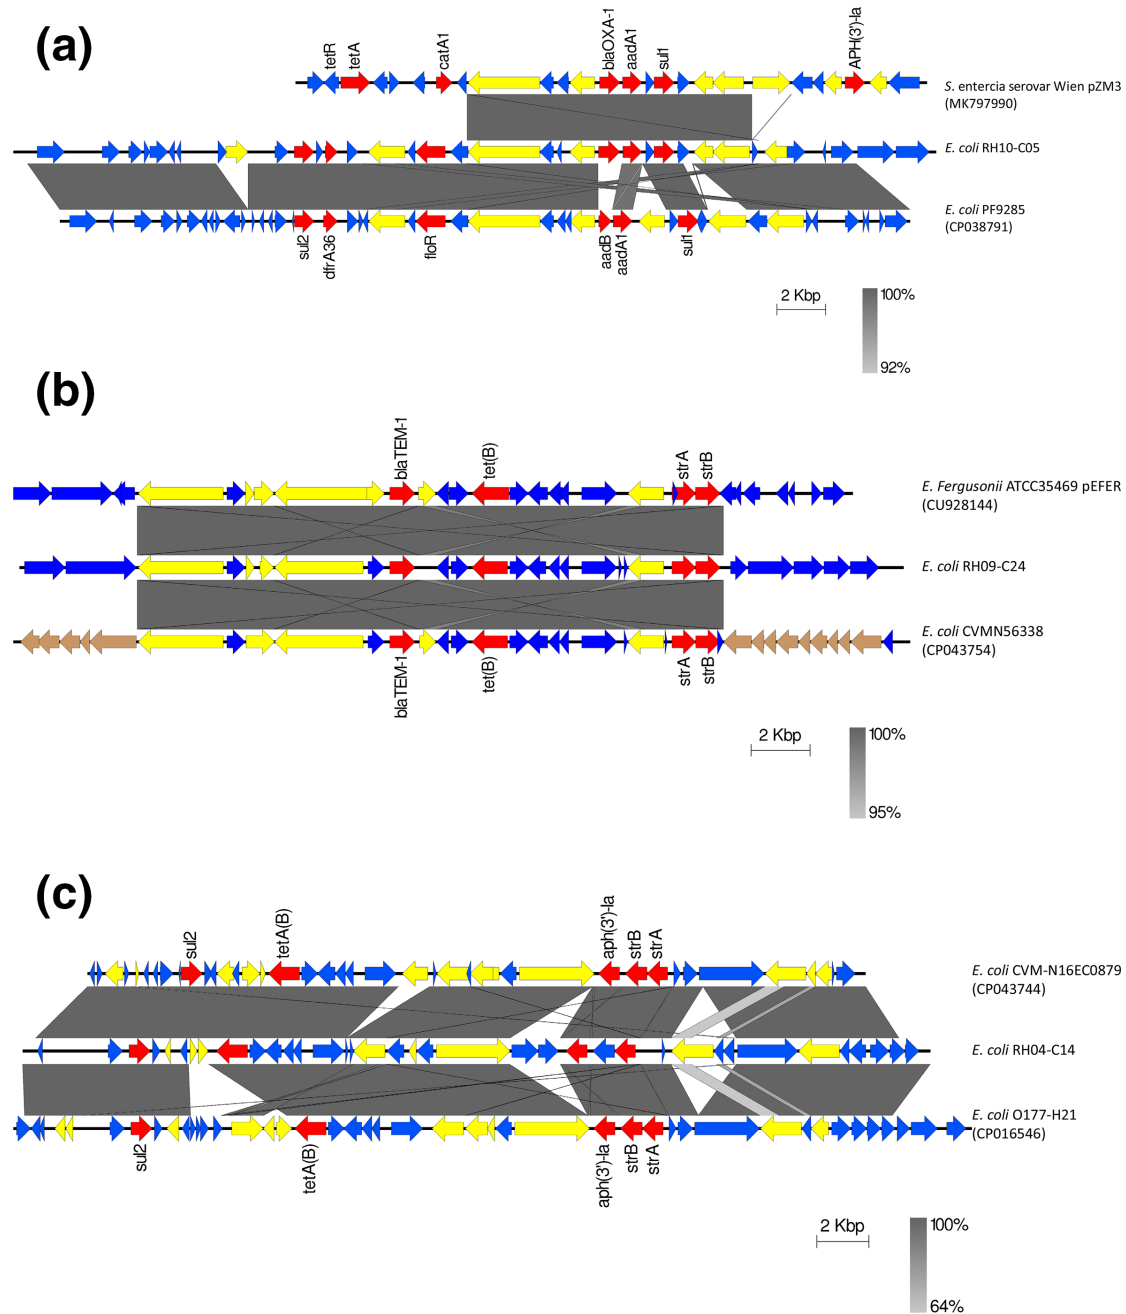 (a)
tetR
tetA
catA1
blaOXA-1
aadA1
sul1
APH(3')-Ia
S. entercia serovar Wien pZM3
(MK797990)
E. coli RH10-C05
E. coli PF9285
(CP038791)
sul2
dfrA36
floR
aadB
aadA1
sul1
2 Kbp
100%
92%
(b)
blaTEM-1
tet(B)
strA
strB
E. Fergusonii ATCC35469 pEFER
(CU928144)
E. coli RH09-C24
E. coli CVMN56338
(CP043754)
blaTEM-1
tet(B)
strA
strB
2 Kbp
100%
95%
(c)
sul2
tetA(B)
aph(3')-Ia
strB
strA
E. coli CVM-N16EC0879
(CP043744)
E. coli RH04-C14
E. coli O177-H21
(CP016546)
sul2
tetA(B)
aph(3')-Ia
strB
strA
2 Kbp
100%
64%